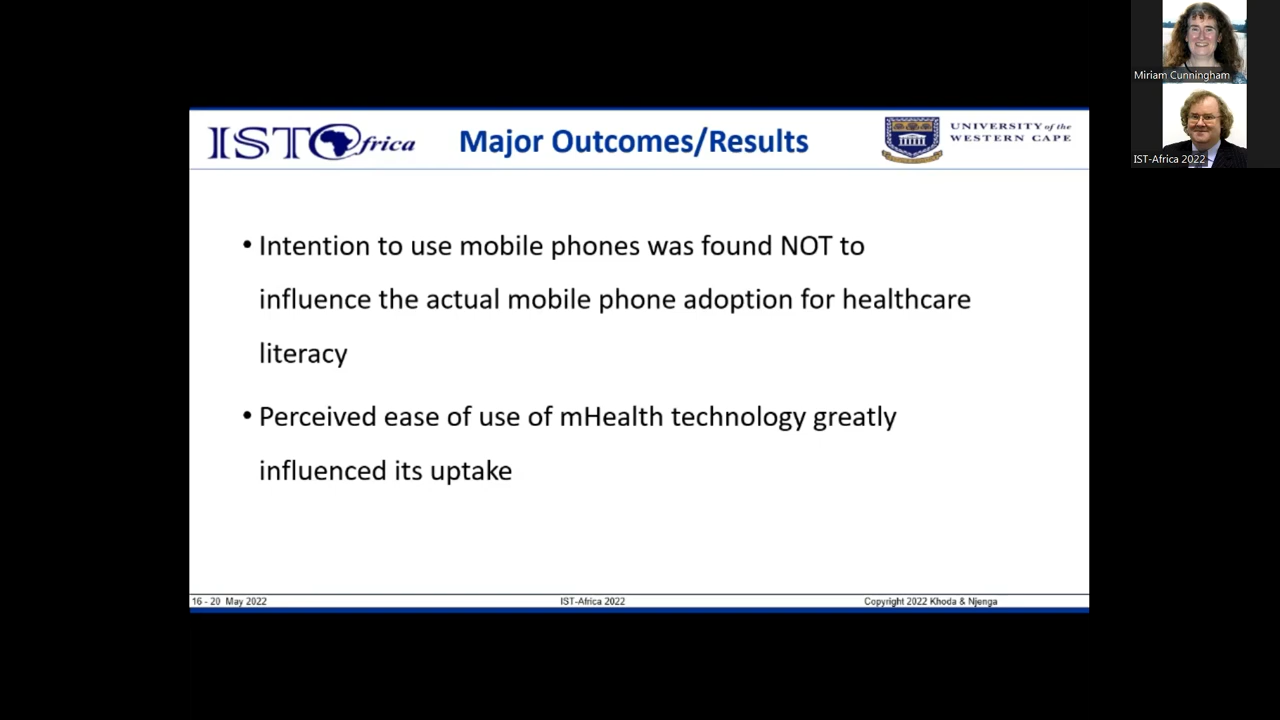 Miriam Cunningham
IST-Africa 2022
IST Africa
Major Outcomes/Results
UNIVERSITY of the
WESTERN CAPE
• Intention to use mobile phones was found NOT to
influence the actual mobile phone adoption for healthcare
literacy
• Perceived ease of use of mHealth technology greatly
influenced its uptake
16 - 20 May 2022
IST-Africa 2022
Copyright 2022 Khoda & Njenga